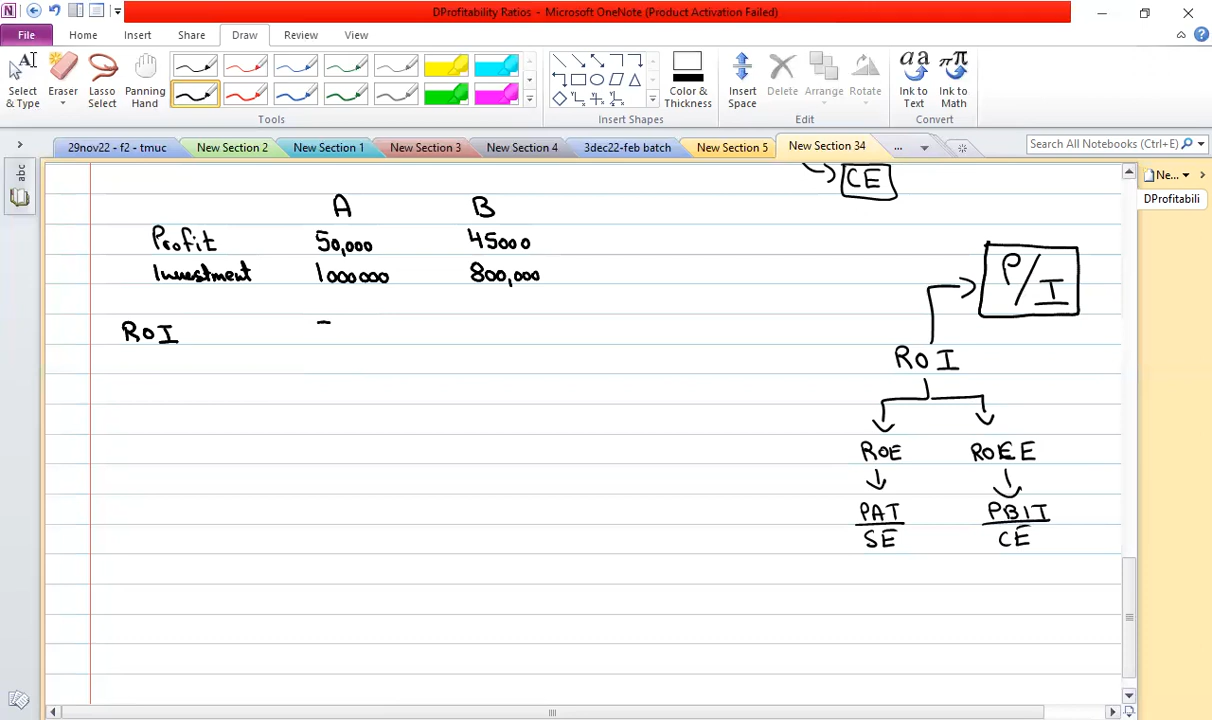 DProfitability Ratios - Microsoft OneNote (Product Activation Failed)
File Home Insert Share Draw Review View
Select & Type
Eraser
Lasso Select
Panning Hand
Color & Thickness
Insert Space
Delete
Arrange
Rotate
Ink to Text
Ink to Math
Tools
Insert Shapes
Edit
Convert
29nov22 - f2 - tmuc New Section 2 New Section 1 New Section 3 New Section 4 3dec22-feb batch New Section 5 New Section 34 ... Search All Notebooks (Ctrl+E)
abc
Ne...
DProfitabili
CE
A B
Profit 50,000 45000
Investment 1000000 800,000
P/I
ROI
ROI
ROE
PAT
SE
PBIT
CE